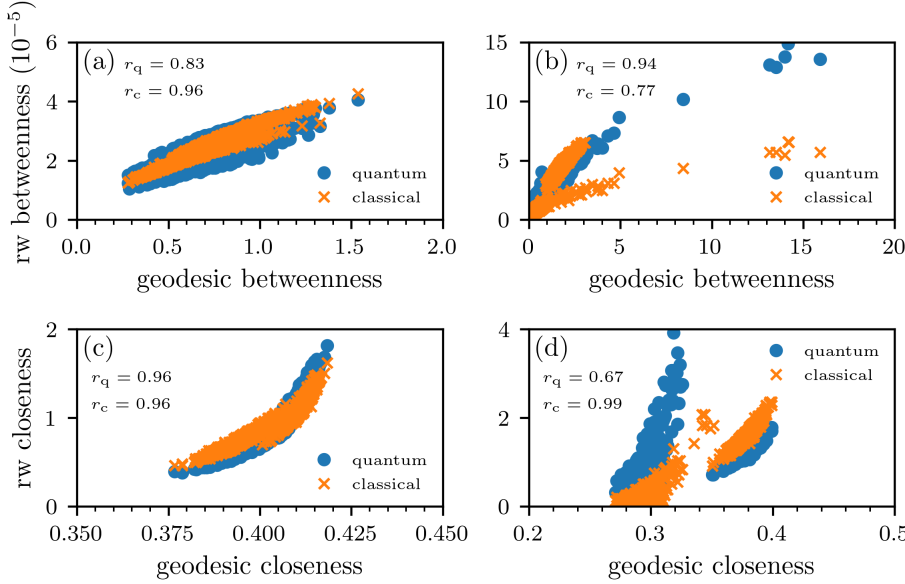 rw betweenness (10⁻⁵)
6
4
2
0
(a)
r_q = 0.83
r_c = 0.96
quantum
classical
0.0
0.5
1.0
1.5
2.0
geodesic betweenness
15
10
5
0
(b)
r_q = 0.94
r_c = 0.77
quantum
classical
0
5
10
15
20
geodesic betweenness
rw closeness
2
1
0
(c)
r_q = 0.96
r_c = 0.96
quantum
classical
0.350
0.375
0.400
0.425
0.450
geodesic closeness
4
2
0
(d)
r_q = 0.67
r_c = 0.99
quantum
classical
0.2
0.3
0.4
0.5
geodesic closeness